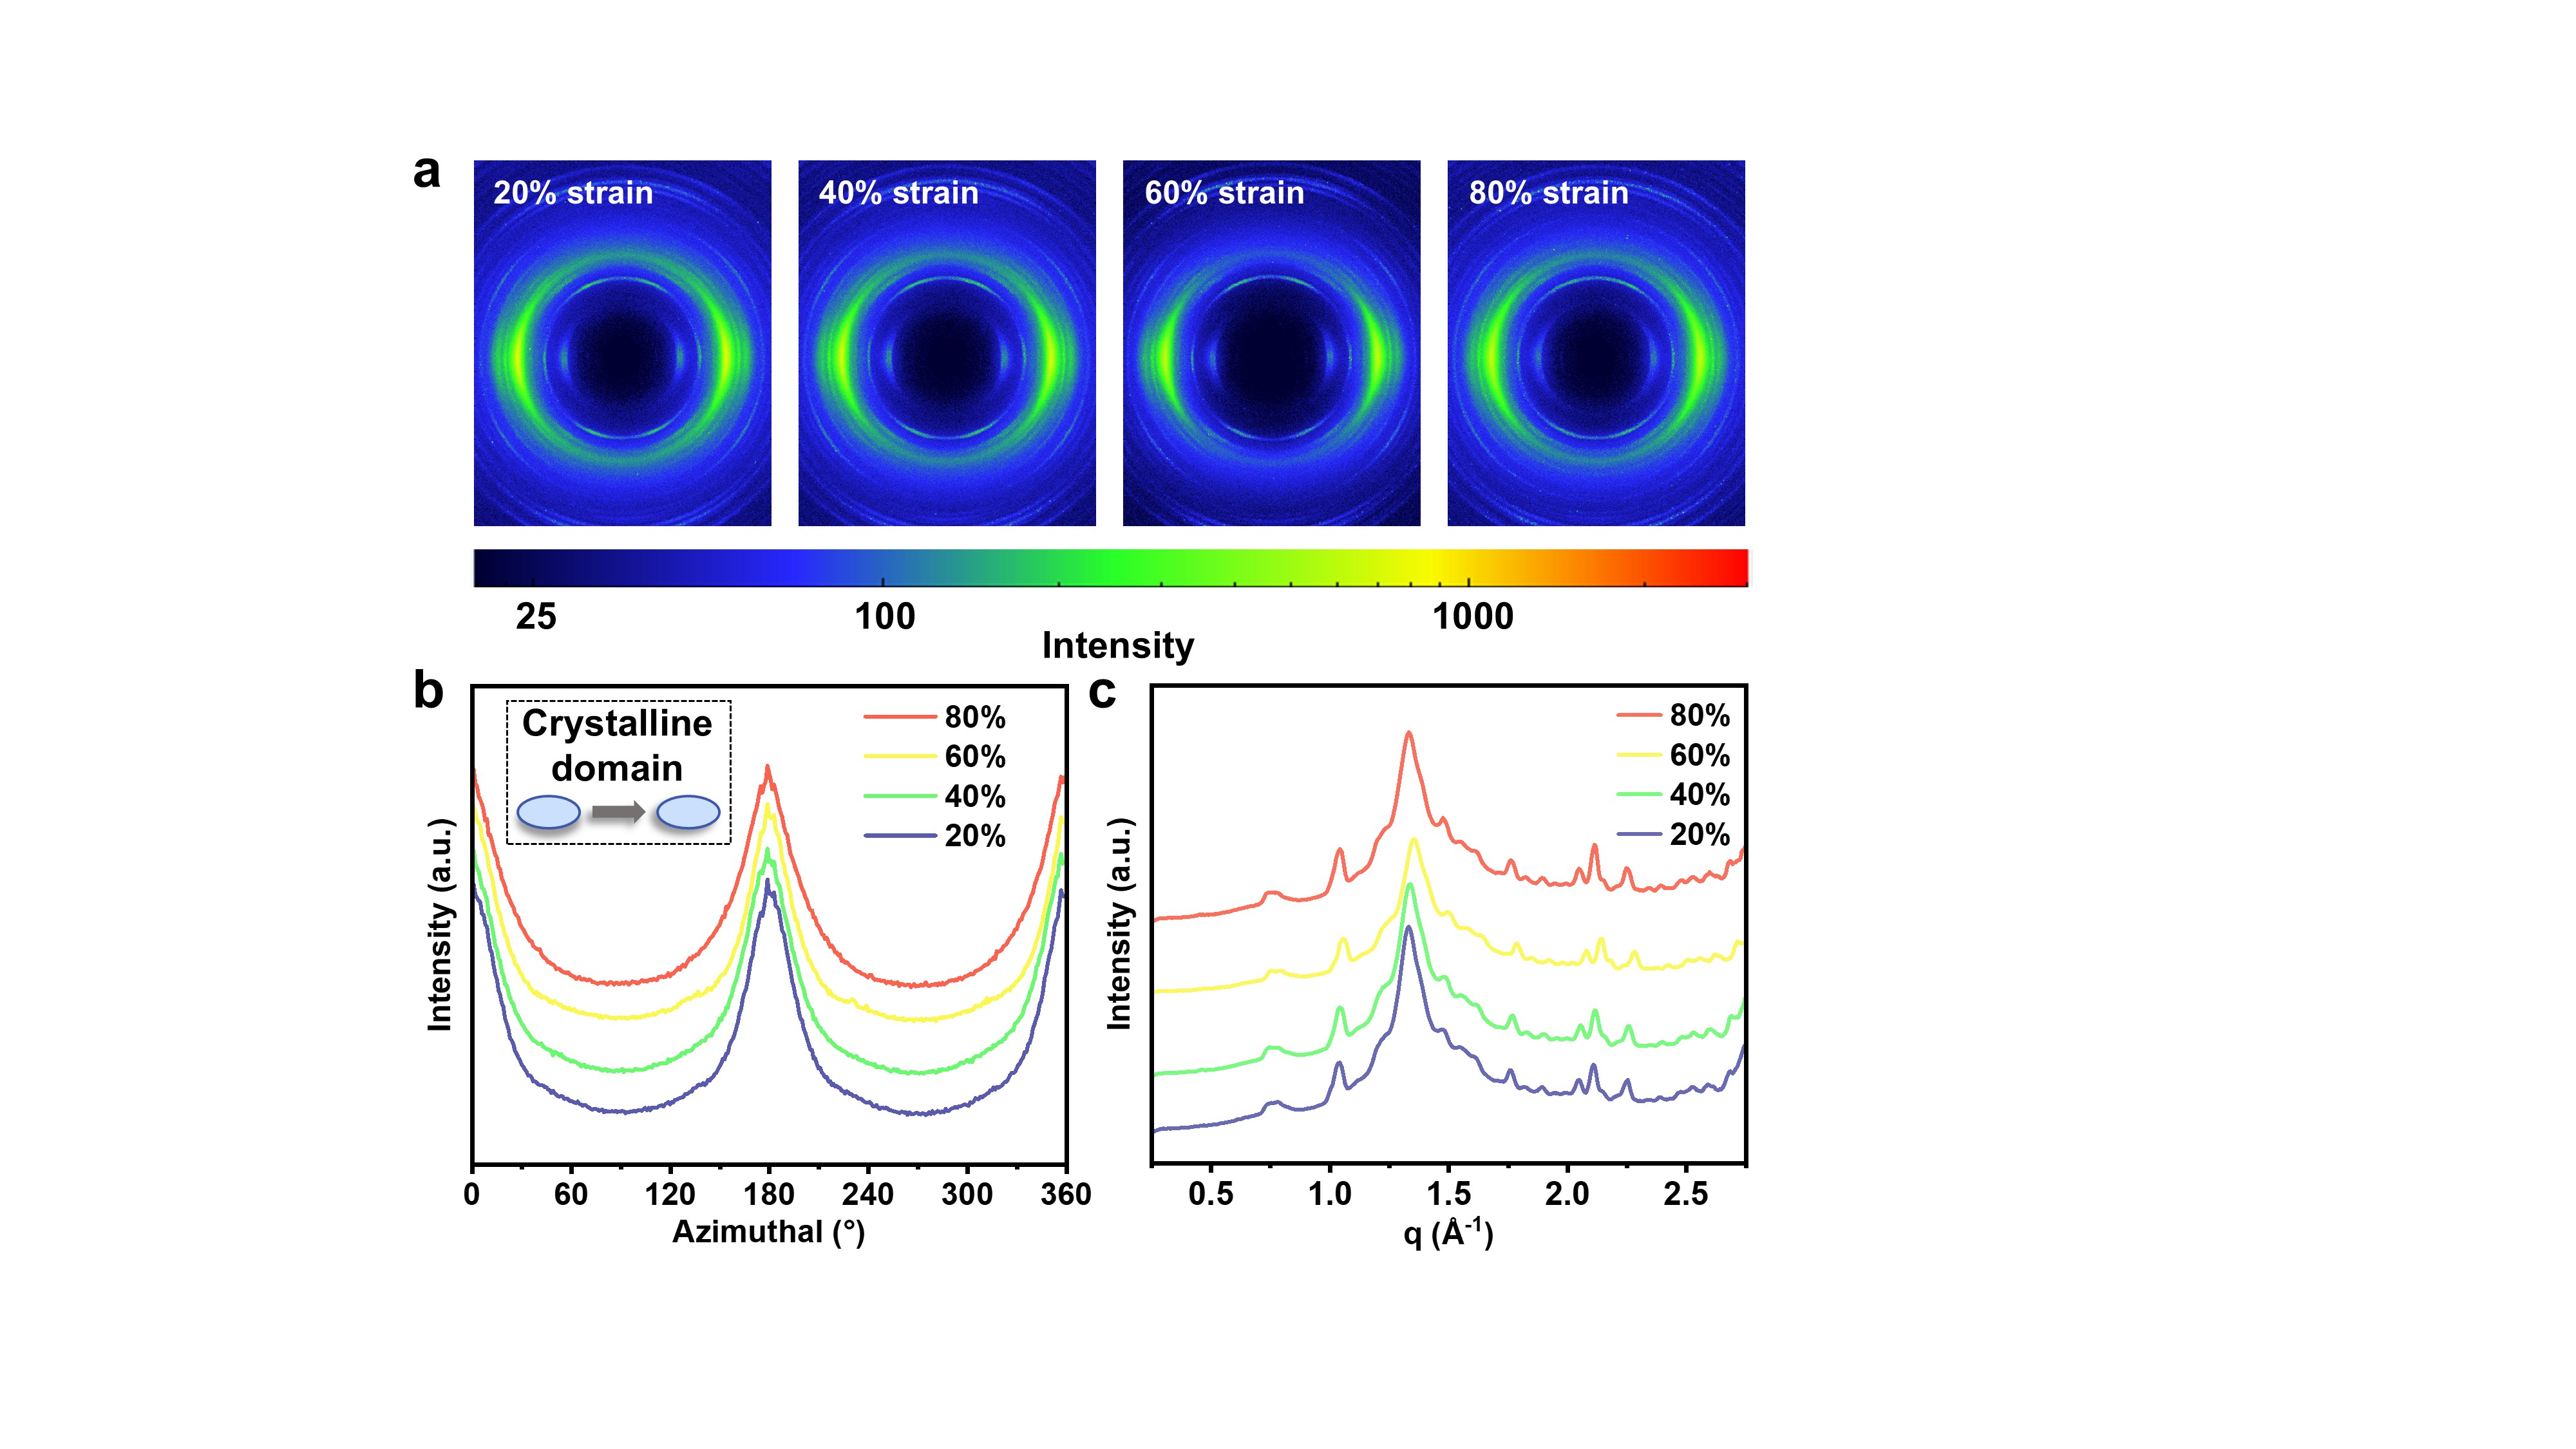 a
20% strain
40% strain
60% strain
80% strain
25
100
1000
Intensity
b
Crystalline
domain
80%
60%
40%
20%
Intensity (a.u.)
0
60
120
180
240
300
360
Azimuthal (°)
c
80%
60%
40%
20%
Intensity (a.u.)
0.5
1.0
1.5
2.0
2.5
q (Å⁻¹)